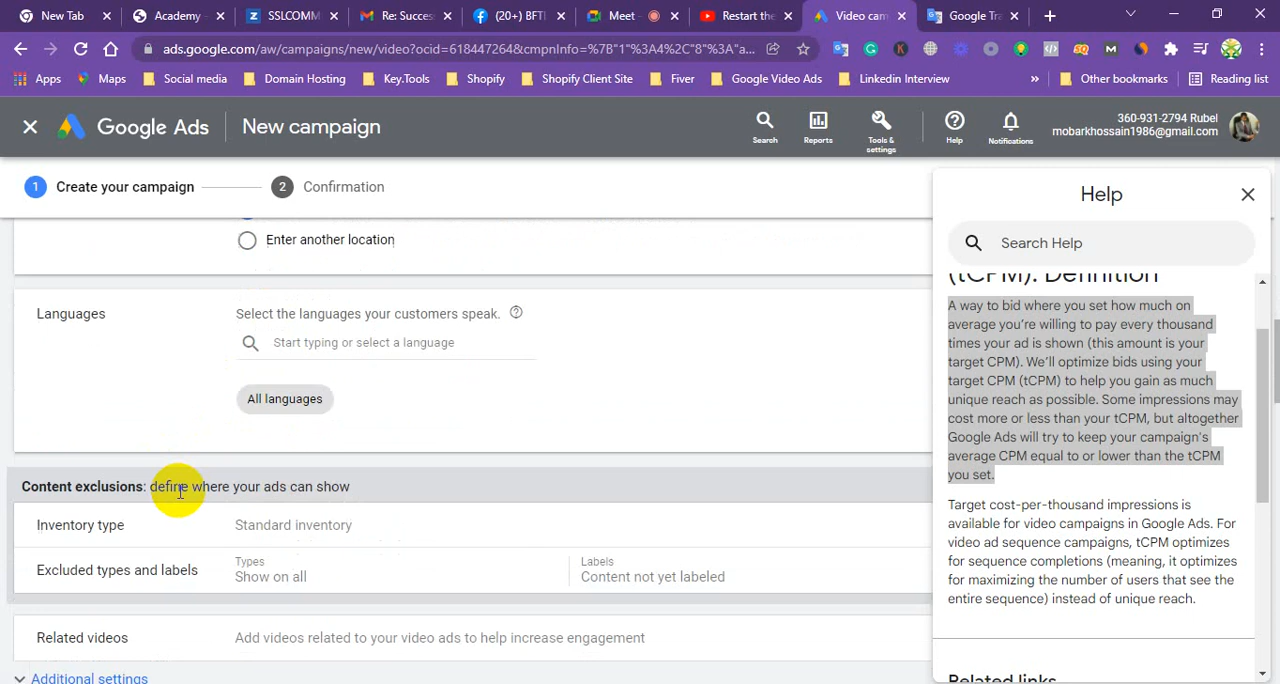 New Tab
Academy -
SSLCOMM
Re: Succes
(20+) BFTI
Meet -
Restart the
Video cam
Google Tra
ads.google.com/aw/campaigns/new/video?ocid=618447264&cmpnInfo=%7B"1"%3A4%2C"8"%3A"a...
Apps
Maps
Social media
Domain Hosting
Key.Tools
Shopify
Shopify Client Site
Fiver
Google Video Ads
Linkedin Interview
»
Other bookmarks
Reading list
Google Ads
New campaign
Search
Reports
Tools &
settings
Help
Notifications
360-931-2794 Rubel
mobarkhossain1986@gmail.com
1 Create your campaign
2 Confirmation
Enter another location
Languages
Select the languages your customers speak.
Start typing or select a language
All languages
Content exclusions: define where your ads can show
Inventory type
Standard inventory
Excluded types and labels
Types
Show on all
Labels
Content not yet labeled
Related videos
Add videos related to your video ads to help increase engagement
Additional settings
Help
Search Help
(tCPM): Definition
A way to bid where you set how much on
average you're willing to pay every thousand
times your ad is shown (this amount is your
target CPM). We'll optimize bids using your
target CPM (tCPM) to help you gain as much
unique reach as possible. Some impressions may
cost more or less than your tCPM, but altogether
Google Ads will try to keep your campaign's
average CPM equal to or lower than the tCPM
you set.
Target cost-per-thousand impressions is
available for video campaigns in Google Ads. For
video ad sequence campaigns, tCPM optimizes
for sequence completions (meaning, it optimizes
for maximizing the number of users that see the
entire sequence) instead of unique reach.
Related links